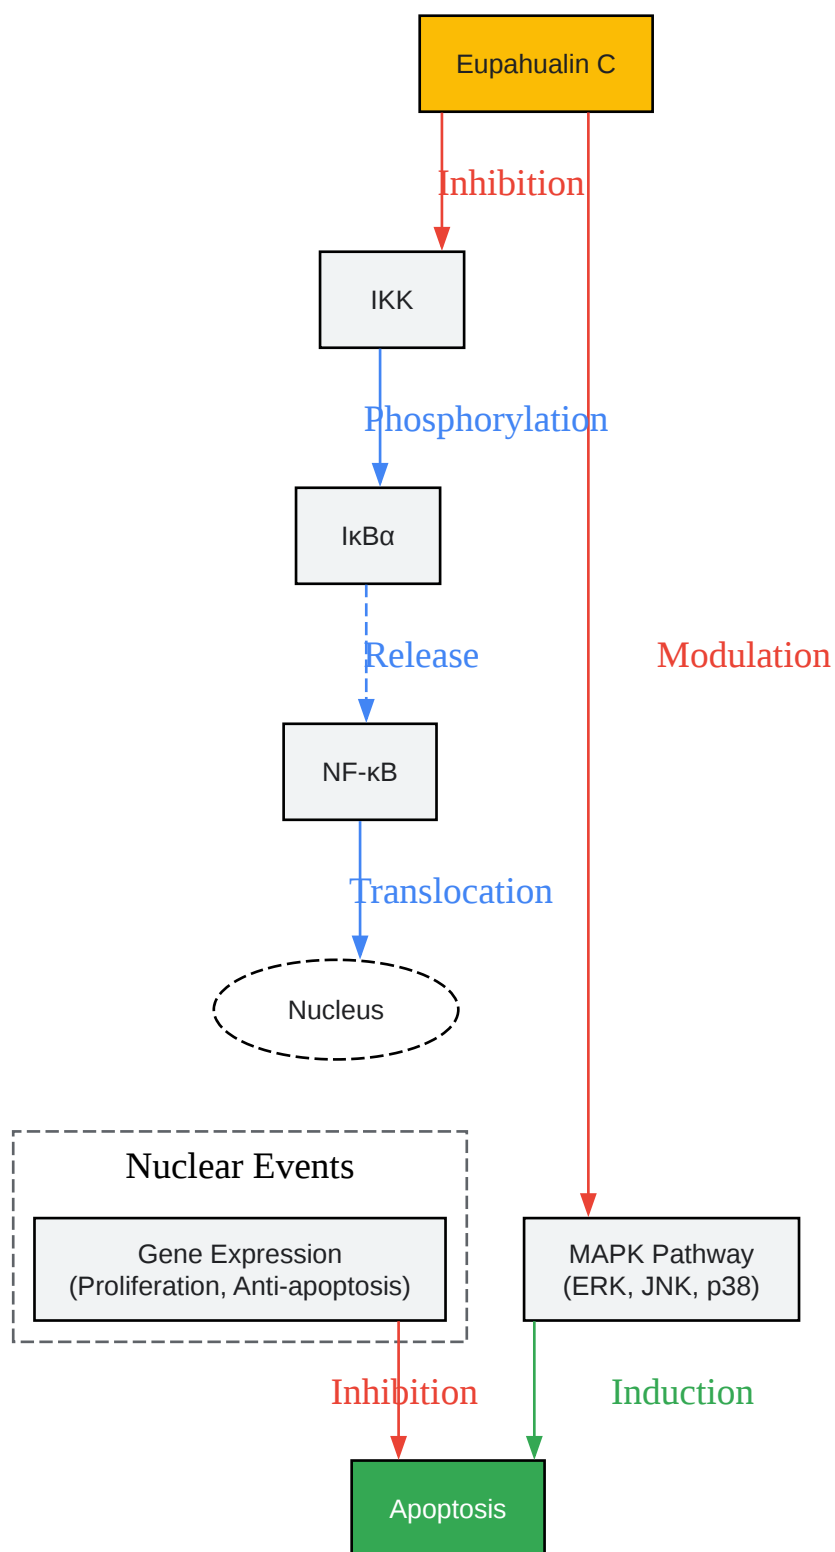 Eupahualin C
Inhibition
IKK
Phosphorylation
IκBα
Release
Modulation
NF-κB
Translocation
Nucleus
Nuclear Events
Gene Expression
(Proliferation, Anti-apoptosis)
MAPK Pathway
(ERK, JNK, p38)
Inhibition
Induction
Apoptosis